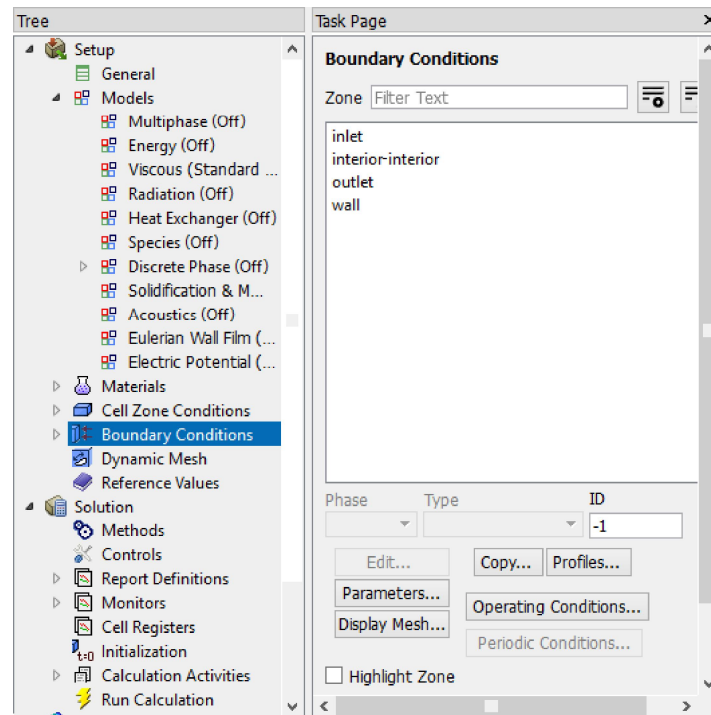 Tree
Setup
General
Models
Multiphase (Off)
Energy (Off)
Viscous (Standard ...
Radiation (Off)
Heat Exchanger (Off)
Species (Off)
Discrete Phase (Off)
Solidification & M...
Acoustics (Off)
Eulerian Wall Film (...
Electric Potential (...
Materials
Cell Zone Conditions
Boundary Conditions
Dynamic Mesh
Reference Values
Solution
Methods
Controls
Report Definitions
Monitors
Cell Registers
t=0 Initialization
Calculation Activities
Run Calculation
Task Page
Boundary Conditions
Zone Filter Text
inlet
interior-interior
outlet
wall
Phase Type ID
-1
Edit... Copy... Profiles...
Parameters... Operating Conditions...
Display Mesh... Periodic Conditions...
Highlight Zone